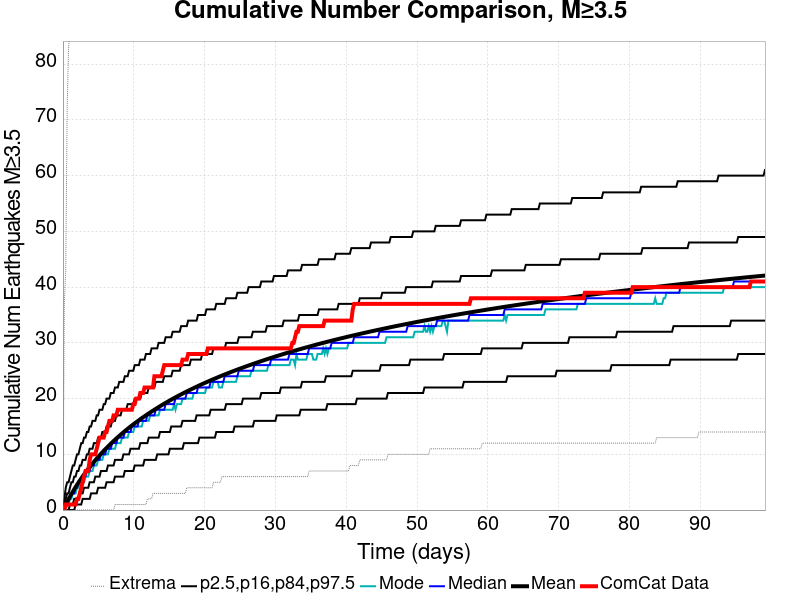 Cumulative Number Comparison, M≥3.5
Cumulative Num Earthquakes M≥3.5
80
70
60
50
40
30
20
10
0
0 10 20 30 40 50 60 70 80 90
Time (days)
Extrema p2.5,p16,p84,p97.5 Mode Median Mean ComCat Data